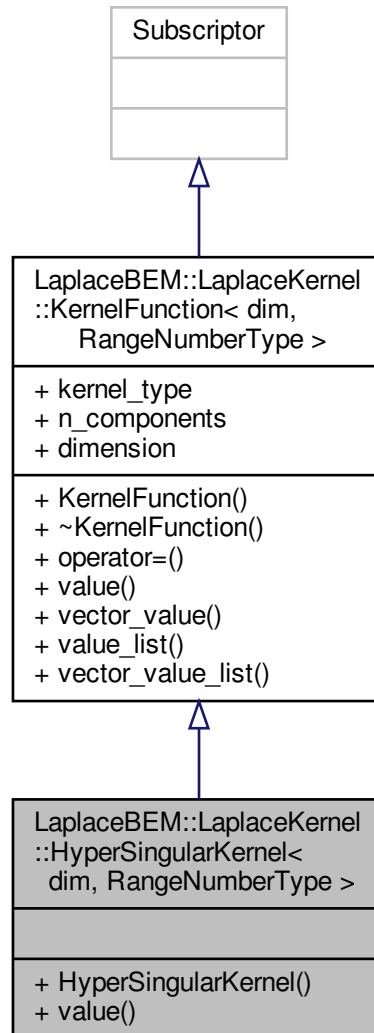 Subscriptor
LaplaceBEM::LaplaceKernel
::KernelFunction< dim,
RangeNumberType >
+ kernel_type
+ n_components
+ dimension
+ KernelFunction()
+ ~KernelFunction()
+ operator=()
+ value()
+ vector_value()
+ value_list()
+ vector_value_list()
LaplaceBEM::LaplaceKernel
::HyperSingularKernel<
dim, RangeNumberType >
+ HyperSingularKernel()
+ value()